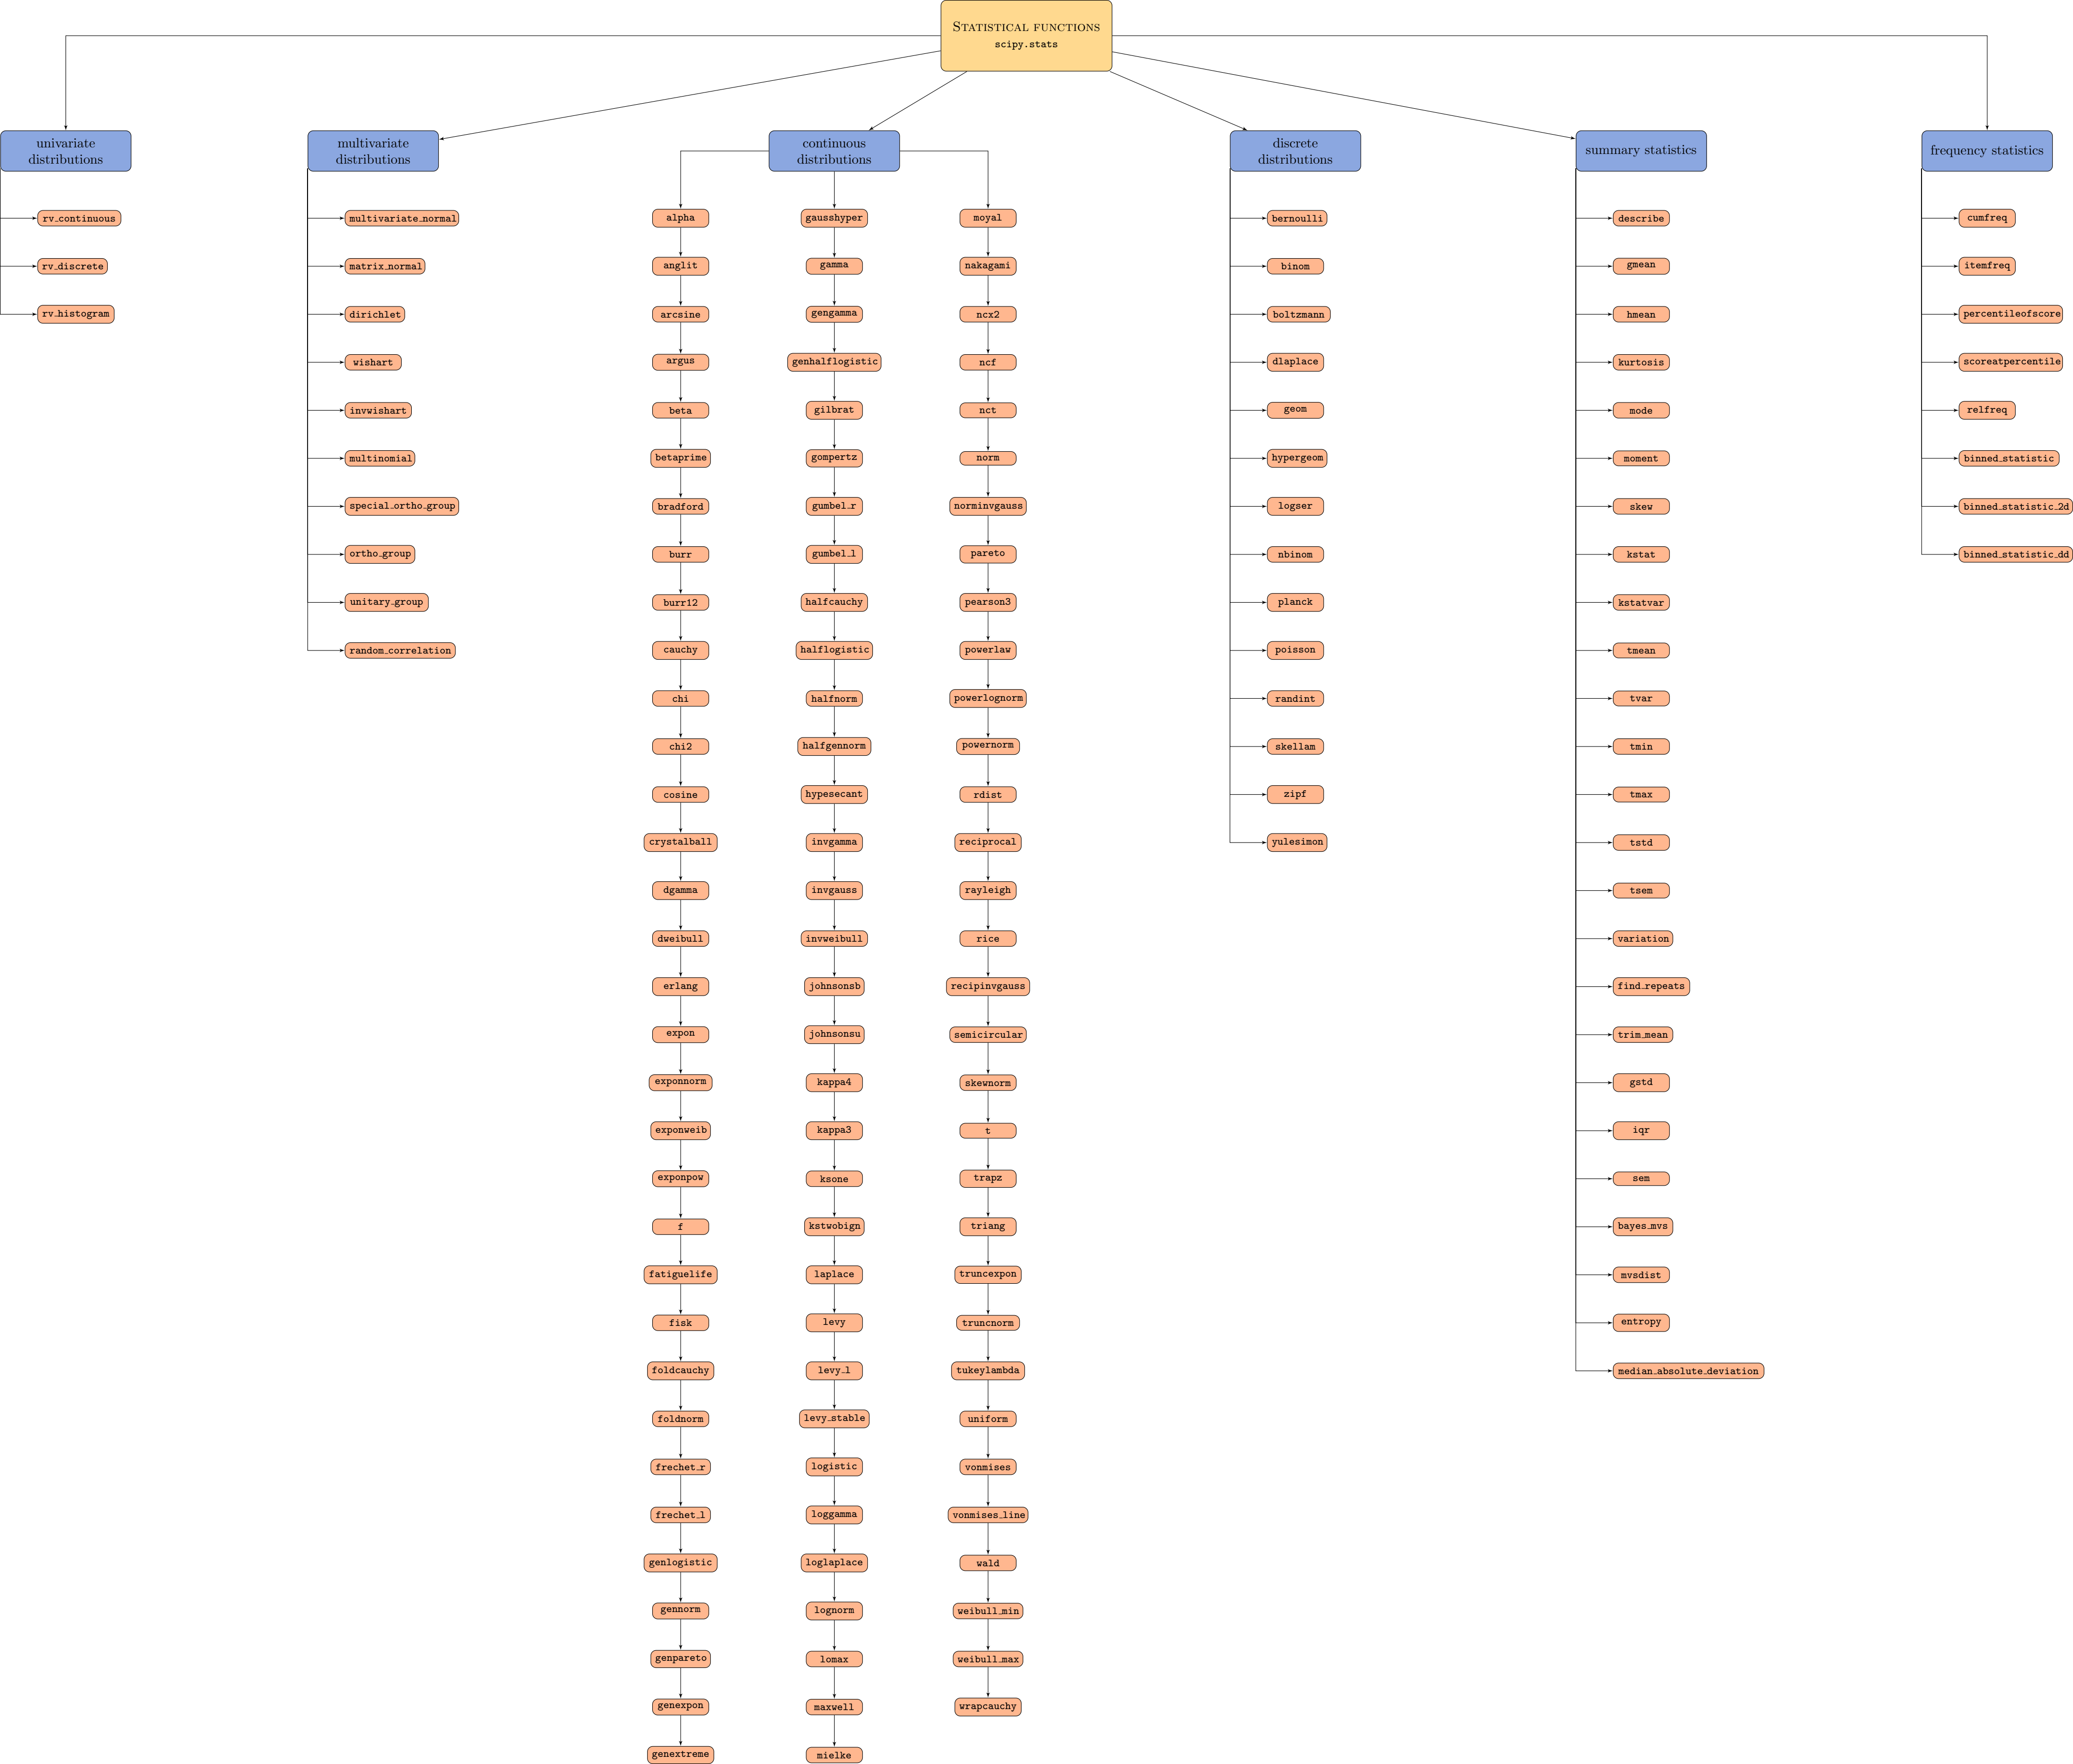 Statistical functions
scipy.stats
univariate
distributions
rv_continuous
rv_discrete
rv_histogram
multivariate
distributions
multivariate_normal
matrix_normal
dirichlet
wishart
invwishart
multinomial
special_ortho_group
ortho_group
unitary_group
random_correlation
continuous
distributions
alpha
anglit
arcsine
argus
beta
betaprime
bradford
burr
burr12
cauchy
chi
chi2
cosine
crystalball
dgamma
dweibull
erlang
expon
exponnorm
exponweib
exponpow
f
fatiguelife
fisk
foldcauchy
foldnorm
frechet_r
frechet_l
genlogistic
gennorm
genpareto
genexpon
genextreme
gausshyper
gamma
gengamma
genhalflogistic
gilbrat
gompertz
gumbel_r
gumbel_l
halfcauchy
halflogistic
halfnorm
halfgennorm
hypesecant
invgamma
invgauss
invweibull
johnsonsb
johnsonsu
kappa4
kappa3
ksone
kstwobign
laplace
levy
levy_l
levy_stable
logistic
loggamma
loglaplace
lognorm
lomax
maxwell
mielke
moyal
nakagami
ncx2
ncf
nct
norm
norminvgauss
pareto
pearson3
powerlaw
powerlognorm
powernorm
rdist
reciprocal
rayleigh
rice
recipinvgauss
semicircular
skewnorm
t
trapz
triang
truncexpon
truncnorm
tukeylambda
uniform
vonmises
vonmises_line
wald
weibull_min
weibull_max
wrapcauchy
discrete
distributions
bernoulli
binom
boltzmann
dlaplace
geom
hypergeom
logser
nbinom
planck
poisson
randint
skellam
zipf
yulesimon
summary statistics
describe
gmean
hmean
kurtosis
mode
moment
skew
kstat
kstatvar
tmean
tvar
tmin
tmax
tstd
tsem
variation
find_repeats
trim_mean
gstd
iqr
sem
bayes_mvs
mvsdist
entropy
median_absolute_deviation
frequency statistics
cumfreq
itemfreq
percentileofscore
scoreatpercentile
relfreq
binned_statistic
binned_statistic_2d
binned_statistic_dd